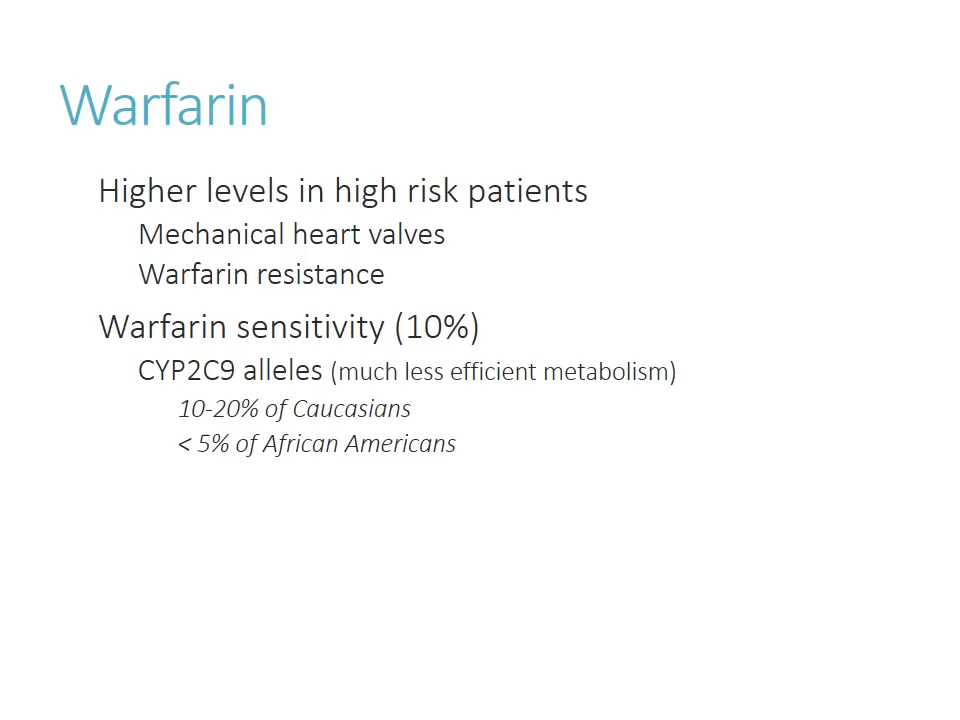 Warfarin
Higher levels in high risk patients
Mechanical heart valves
Warfarin resistance
Warfarin sensitivity (10%)
CYP2C9 alleles (much less efficient metabolism)
10-20% of Caucasians
< 5% of African Americans